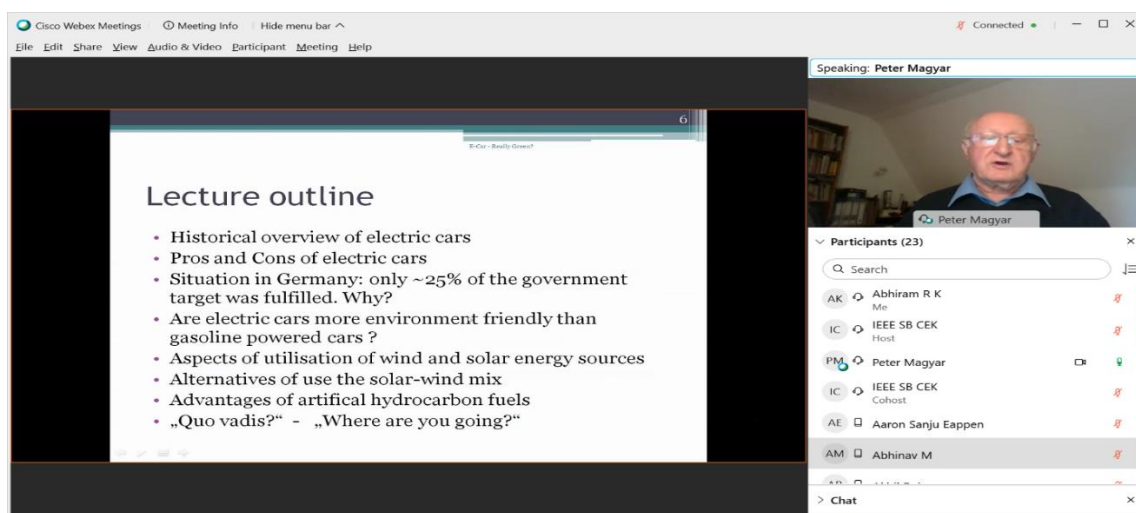 Cisco Webex Meetings
Meeting Info
Hide menu bar
Connected
File Edit Share View Audio & Video Participant Meeting Help
6
E-Car - Really Green?
Lecture outline
• Historical overview of electric cars
• Pros and Cons of electric cars
• Situation in Germany: only ~25% of the government
target was fulfilled. Why?
• Are electric cars more environment friendly than
gasoline powered cars ?
• Aspects of utilisation of wind and solar energy sources
• Alternatives of use the solar-wind mix
• Advantages of artifical hydrocarbon fuels
• „Quo vadis?“ - „Where are you going?“
Speaking: Peter Magyar
Peter Magyar
Participants (23)
Search
AK Abhiram R K
Me
IC IEEE SB CEK
Host
PM Peter Magyar
IC IEEE SB CEK
Cohost
AE Aaron Sanju Eappen
AM Abhinav M
Chat